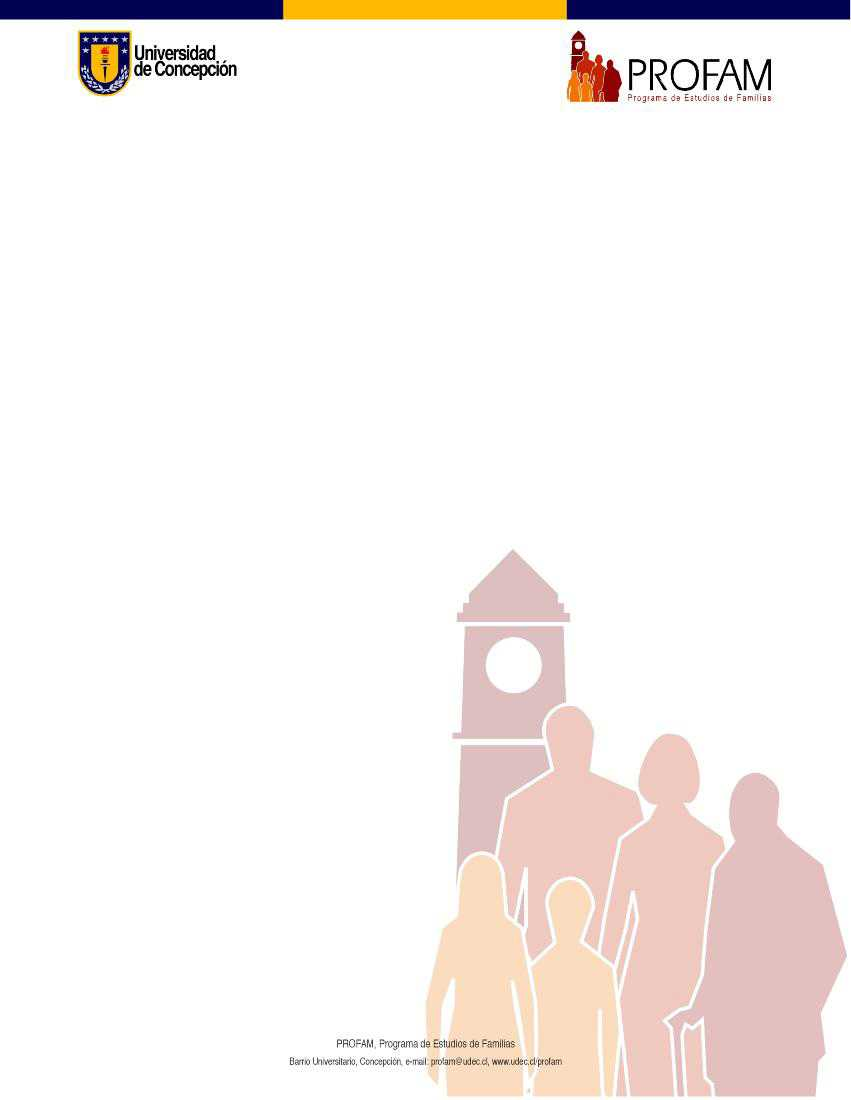 Universidad
de Concepción
PROFAM
Programa de Estudios de Familias
PROFAM, Programa de Estudios de Familias
Barrio Universitario, Concepción, e-mail: profam@udec.cl, www.udec.cl/profam